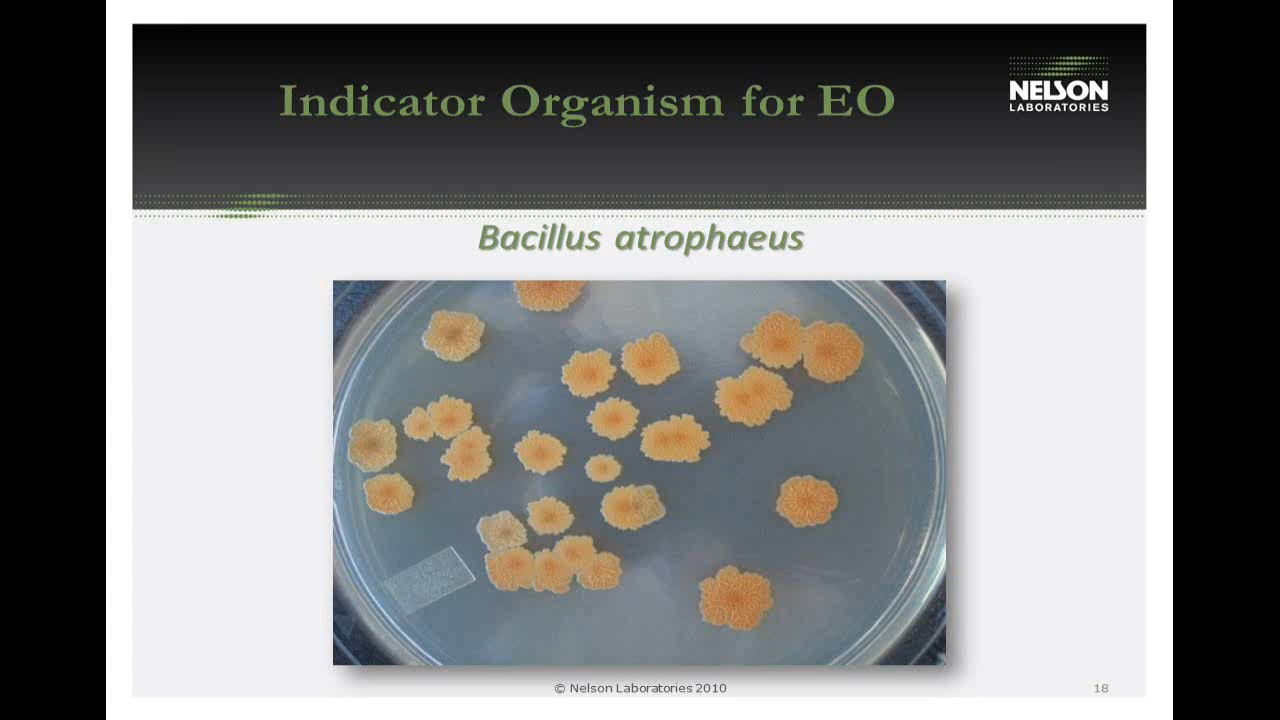 Indicator Organism for EO
NELSON
LABORATORIES
Bacillus atrophaeus
© Nelson Laboratories 2010
18